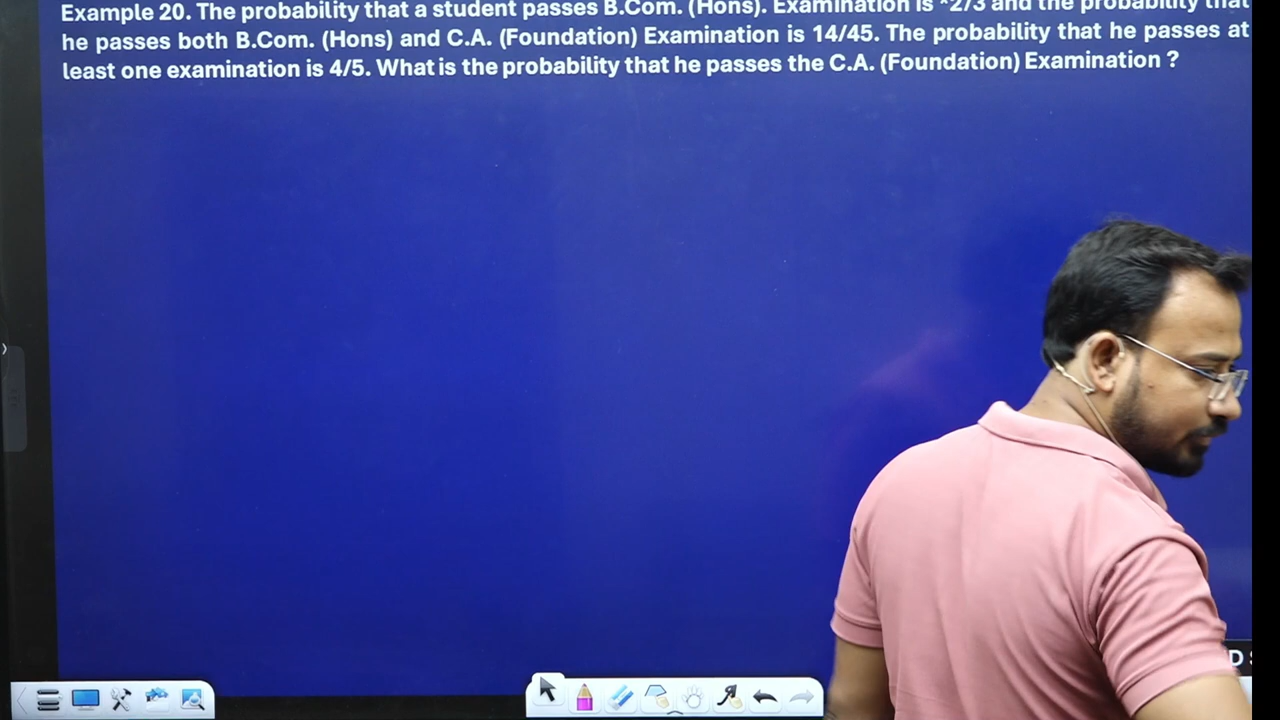 Example 20. The probability that a student passes B.Com. (Hons). Examination is *2/3 and the probability that
he passes both B.Com. (Hons) and C.A. (Foundation) Examination is 14/45. The probability that he passes at
least one examination is 4/5. What is the probability that he passes the C.A. (Foundation) Examination ?